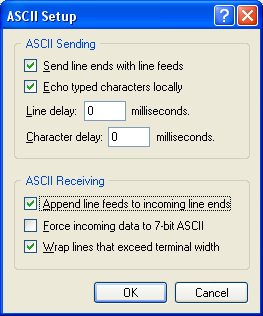 ASCII Setup
ASCII Sending
Send line ends with line feeds
Echo typed characters locally
Line delay: 0 milliseconds.
Character delay: 0 milliseconds.
ASCII Receiving
Append line feeds to incoming line ends
Force incoming data to 7-bit ASCII
Wrap lines that exceed terminal width
OK Cancel